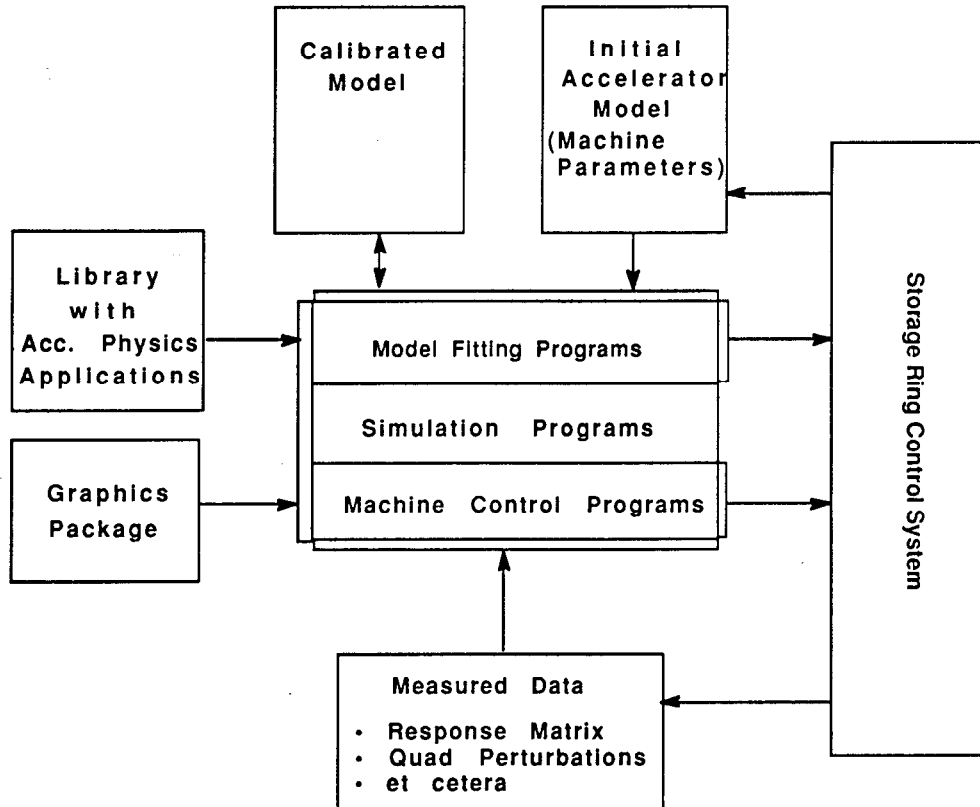 Calibrated
Model
Initial
Accelerator
Model
(Machine
Parameters)
Library
with
Acc. Physics
Applications
Graphics
Package
Model Fitting Programs
Simulation Programs
Machine Control Programs
Storage Ring Control System
Measured Data
• Response Matrix
• Quad Perturbations
• et cetera